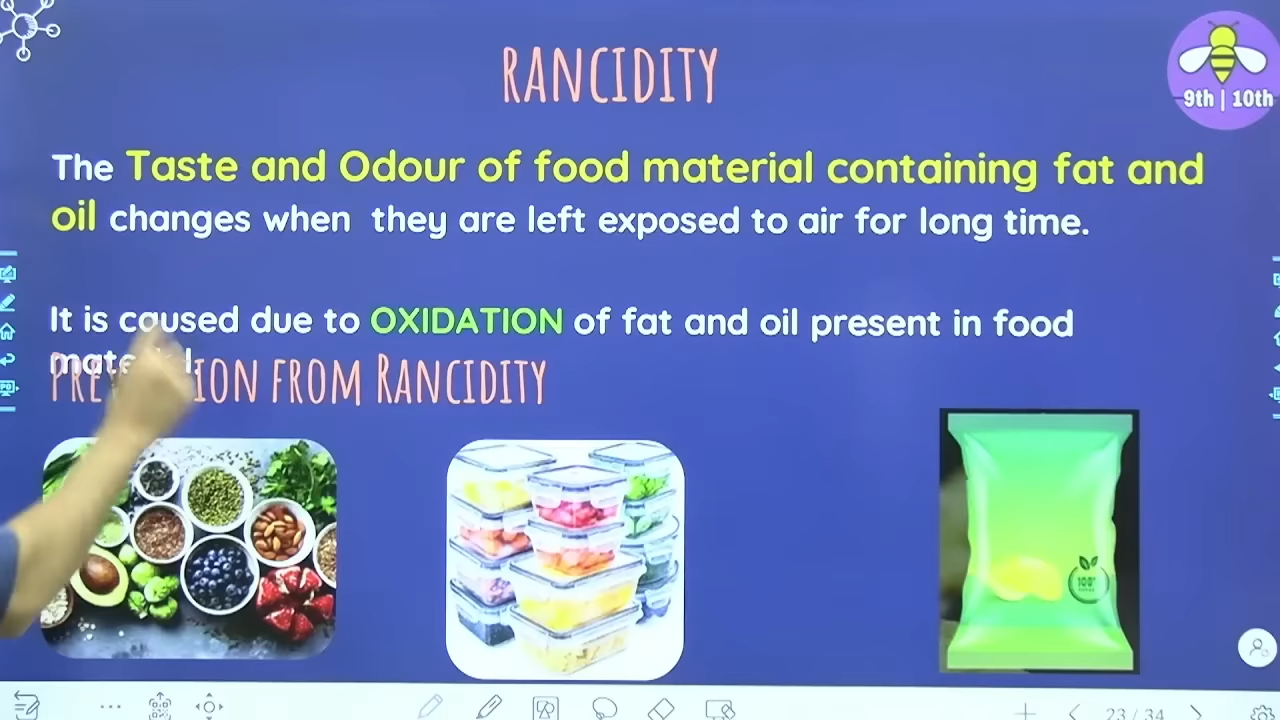 RANCIDITY
9th | 10th
The Taste and Odour of food material containing fat and
oil changes when they are left exposed to air for long time.
It is caused due to OXIDATION of fat and oil present in food
material.
PREVENTION FROM RANCIDITY
100%
23 / 34